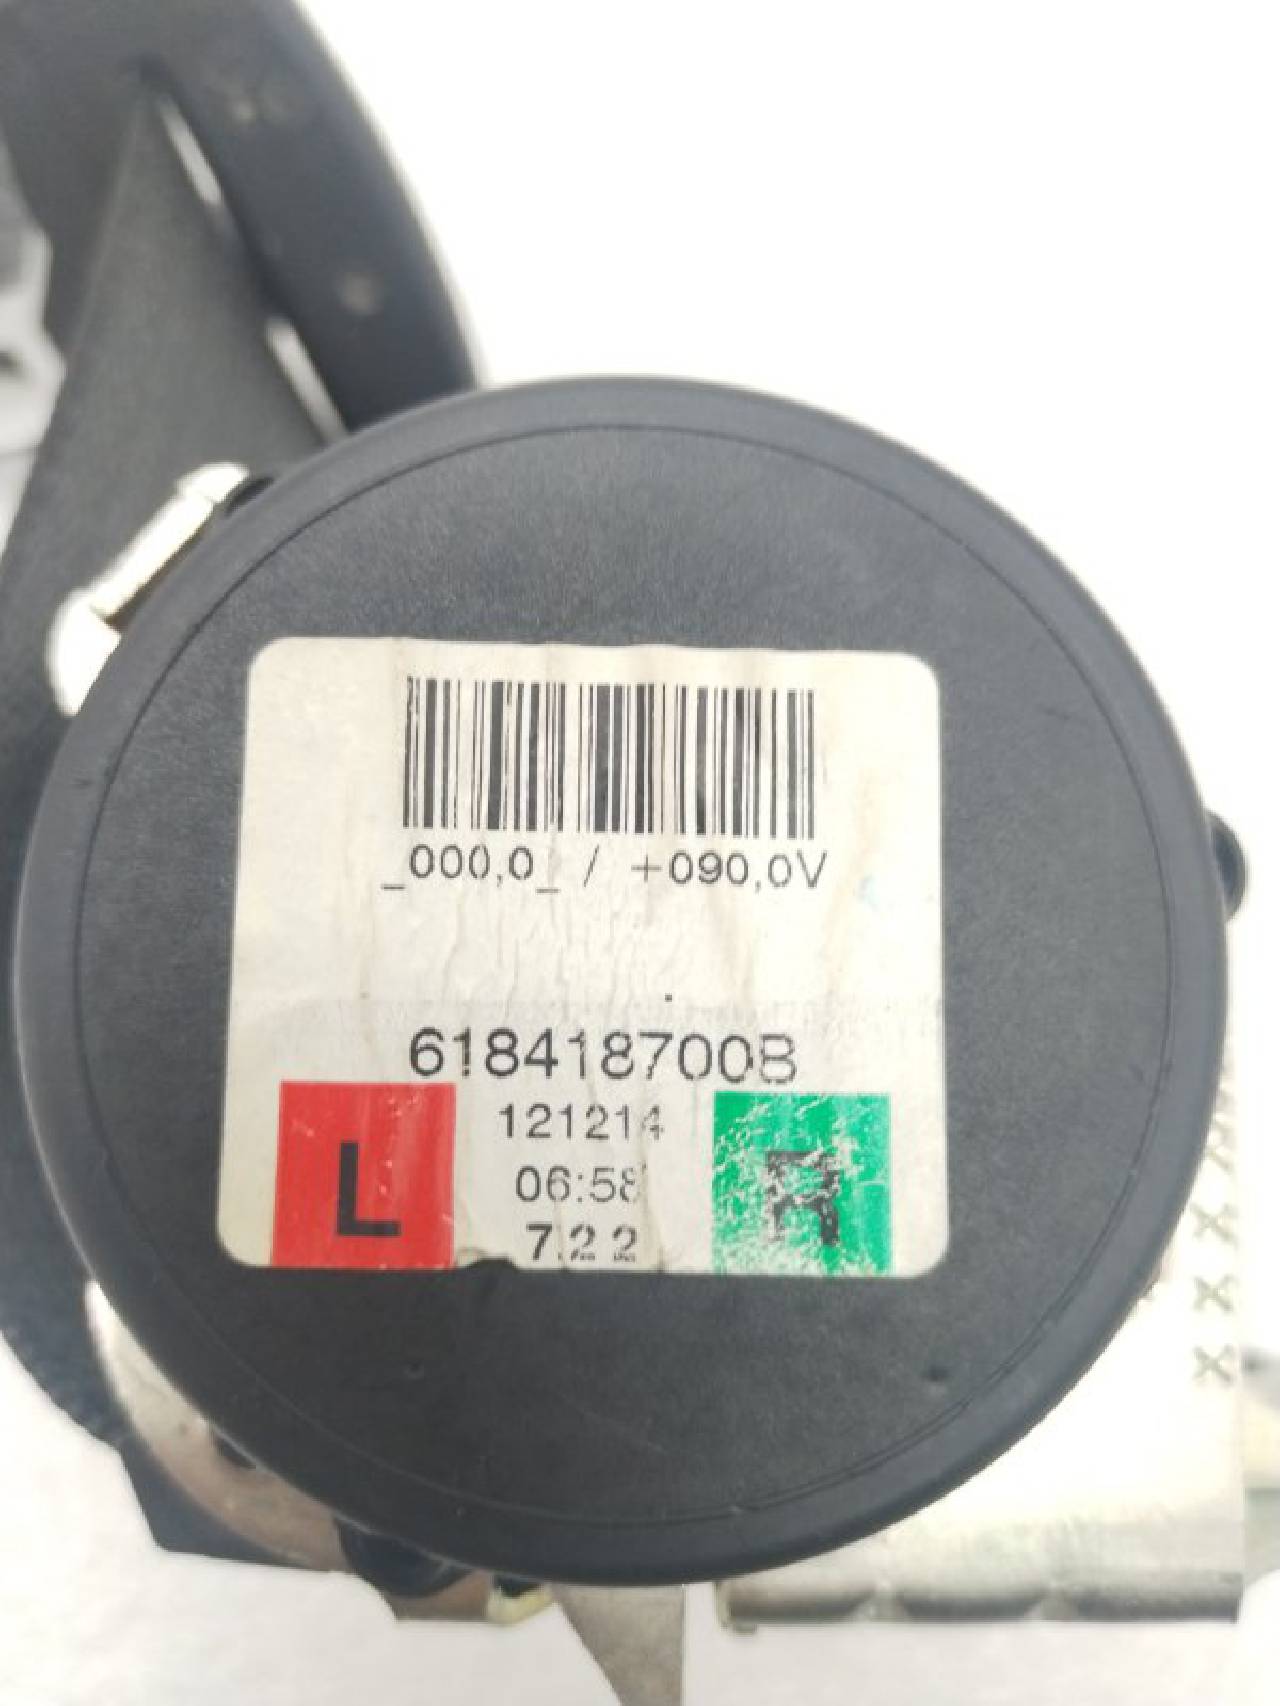 _000,0_ / +090,0V
618418700B
121214
06:58
7.2 2
L